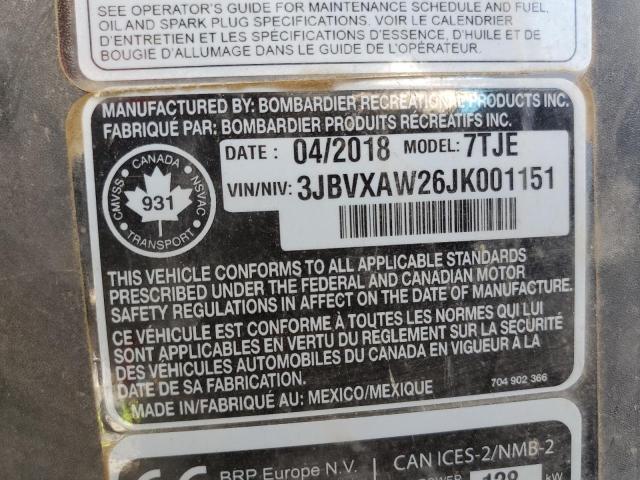 SEE OPERATOR'S GUIDE FOR MAINTENANCE SCHEDULE AND FUEL,
OIL AND SPARK PLUG SPECIFICATIONS. VOIR LE CALENDRIER
D'ENTRETIEN ET LES SPÉCIFICATIONS D'ESSENCE, D'HUILE ET DE
BOUGIE D'ALLUMAGE DANS LE GUIDE DE L'OPÉRATEUR.
MANUFACTURED BY: BOMBARDIER RECREATIONAL PRODUCTS INC.
FABRIQUÉ PAR: BOMBARDIER PRODUITS RÉCRÉATIFS INC.
DATE : 04/2018 MODEL: 7TJE
VIN/NIV: 3JBVXAW26JK001151
CANADA
CMVSS 931 NSVAC
TRANSPORT
THIS VEHICLE CONFORMS TO ALL APPLICABLE STANDARDS
PRESCRIBED UNDER THE FEDERAL AND CANADIAN MOTOR
SAFETY REGULATIONS IN AFFECT ON THE DATE OF MANUFACTURE.
CE VÉHICULE EST CONFORME À TOUTES LES NORMES QUI LUI
SONT APPLICABLES EN VERTU DU REGLEMENT SUR LA SÉCURITÉ
DES VÉHICULES AUTOMOBILES DU CANADA EN VIGUEUR À LA
DATE DE SA FABRICATION.
MADE IN/FABRIQUÉ AU: MEXICO/MEXIQUE
704 902 366
BRP Europe N.V.
CAN ICES-2/NMB-2
POWER 128 kW